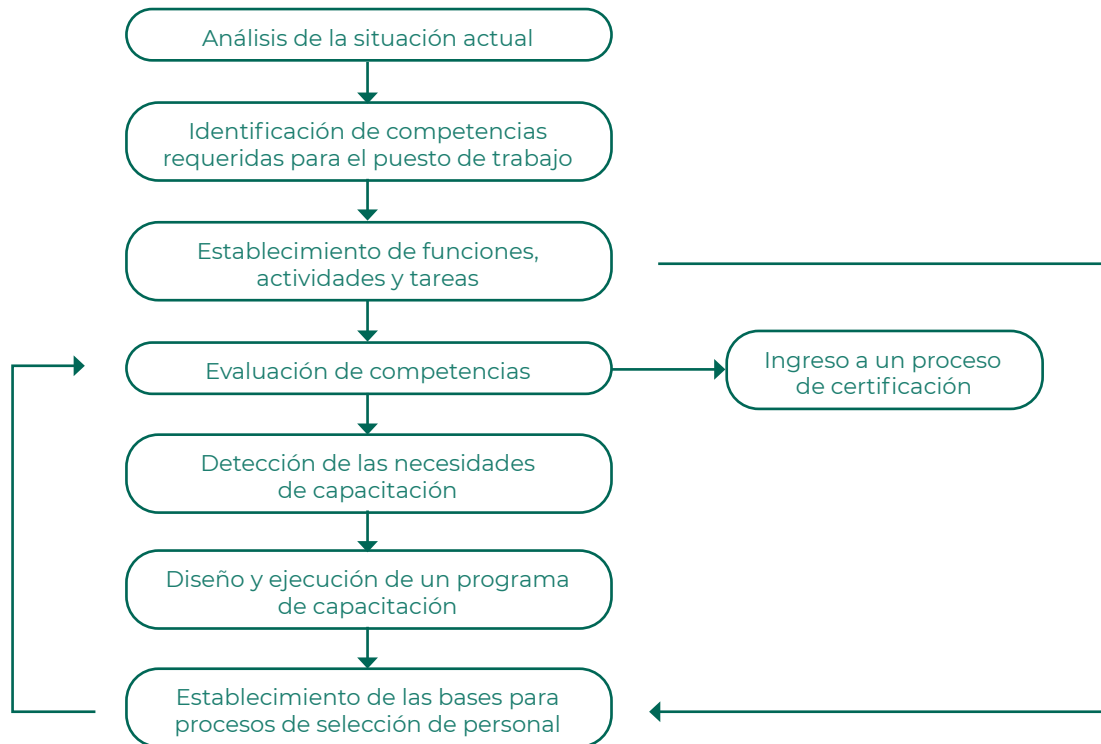 Análisis de la situación actual
Identificación de competencias
requeridas para el puesto de trabajo
Establecimiento de funciones,
actividades y tareas
Evaluación de competencias
Ingreso a un proceso
de certificación
Detección de las necesidades
de capacitación
Diseño y ejecución de un programa
de capacitación
Establecimiento de las bases para
procesos de selección de personal